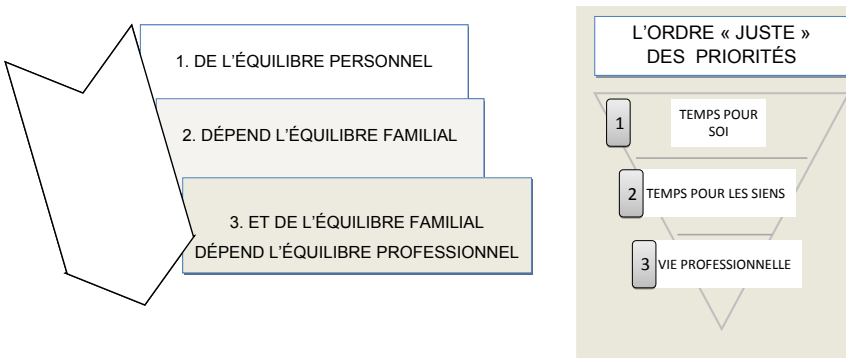 1. DE L'ÉQUILIBRE PERSONNEL
2. DÉPEND L'ÉQUILIBRE FAMILIAL
3. ET DE L'ÉQUILIBRE FAMILIAL
DÉPEND L'ÉQUILIBRE PROFESSIONNEL
L'ORDRE « JUSTE »
DES PRIORITÉS
1 TEMPS POUR
SOI
2 TEMPS POUR LES SIENS
3 VIE PROFESSIONNELLE